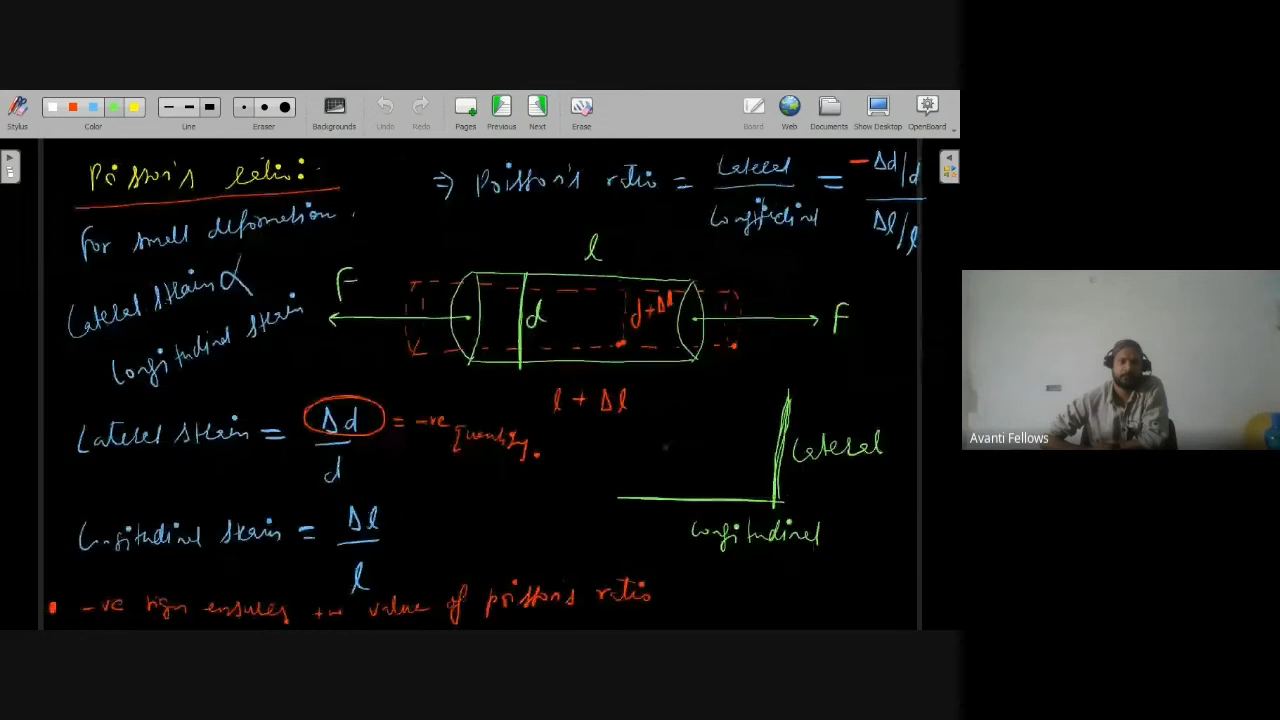 Stylus
Color
Line
Eraser
Backgrounds
Undo
Redo
Pages
Previous
Next
Erase
Board
Web
Documents
Show Desktop
OpenBoard
Poisson's ratio:
⇒ Poisson's ratio = Lateral / Longitudinal = -Δd/d / Δl/l
For small deformation.
Lateral strain ∝
Longitudinal strain
l
F
d
d+Δd
F
l + Δl
Lateral strain = Δd / d = -ve
Lateral
Longitudinal
Longitudinal strain = Δl / l
-ve sign ensures +ve value of poisson's ratio
Avanti Fellows